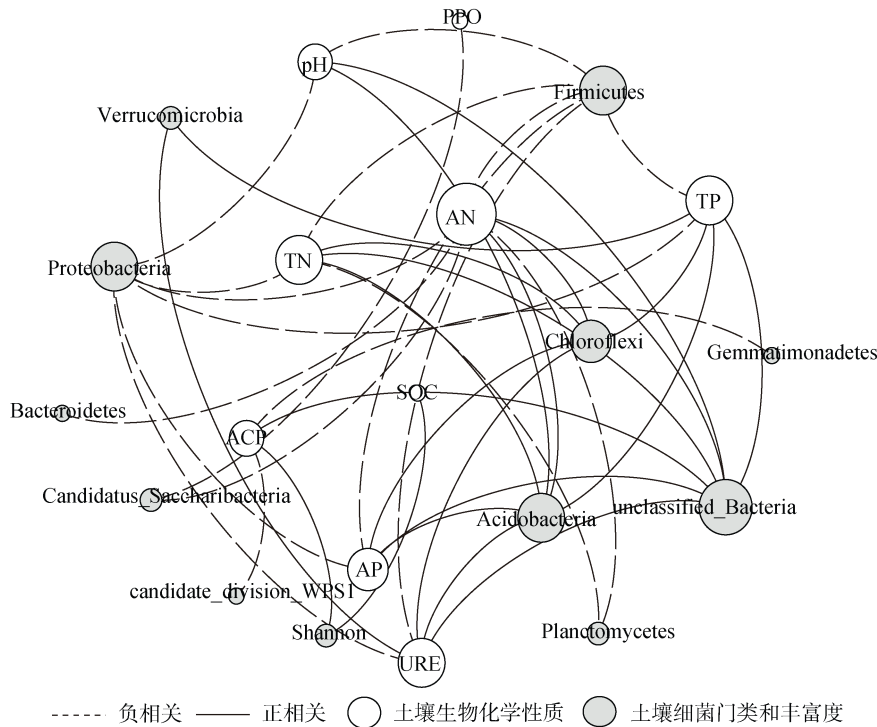 PPO
pH
Firmicutes
Verrucomicrobia
TP
AN
TN
Proteobacteria
Chloroflexi
Gemmatimonadetes
SOC
Bacteroidetes
ACP
Candidatus_Saccharibacteria
unclassified_Bacteria
Acidobacteria
AP
candidate_division_WPS1
Shannon
Planctomycetes
URE
负相关 正相关 土壤生物化学性质 土壤细菌门类和丰富度